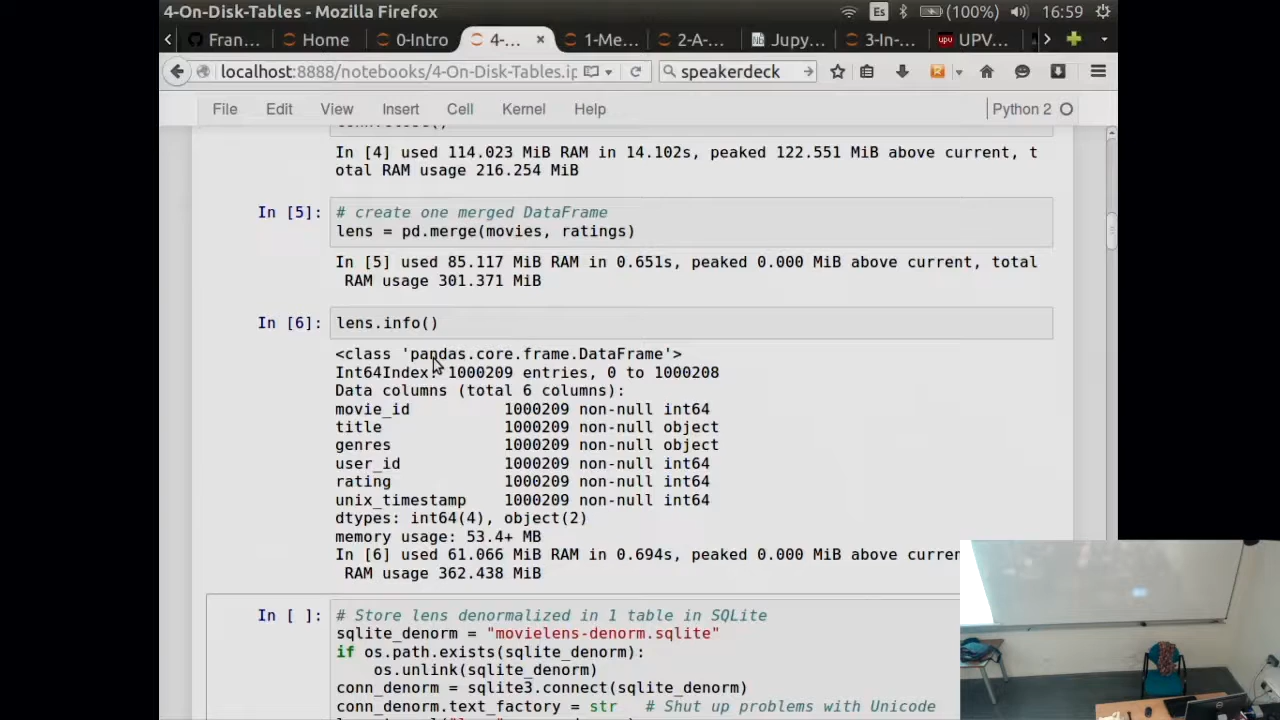 4-On-Disk-Tables - Mozilla Firefox
Es (100%) 16:59
Fran... Home 0-Intro 4-... 1-Me... 2-A-... Jupy... 3-In-... upv UPV...
localhost:8888/notebooks/4-On-Disk-Tables.ip speakerdeck
File Edit View Insert Cell Kernel Help Python 2
In [4] used 114.023 MiB RAM in 14.102s, peaked 122.551 MiB above current, t
otal RAM usage 216.254 MiB
In [5]: # create one merged DataFrame
lens = pd.merge(movies, ratings)
In [5] used 85.117 MiB RAM in 0.651s, peaked 0.000 MiB above current, total
RAM usage 301.371 MiB
In [6]: lens.info()
<class 'pandas.core.frame.DataFrame'>
Int64Index: 1000209 entries, 0 to 1000208
Data columns (total 6 columns):
movie_id 1000209 non-null int64
title 1000209 non-null object
genres 1000209 non-null object
user_id 1000209 non-null int64
rating 1000209 non-null int64
unix_timestamp 1000209 non-null int64
dtypes: int64(4), object(2)
memory usage: 53.4+ MB
In [6] used 61.066 MiB RAM in 0.694s, peaked 0.000 MiB above curren
RAM usage 362.438 MiB
In [ ]: # Store lens denormalized in 1 table in SQLite
sqlite_denorm = "movielens-denorm.sqlite"
if os.path.exists(sqlite_denorm):
os.unlink(sqlite_denorm)
conn_denorm = sqlite3.connect(sqlite_denorm)
conn_denorm.text_factory = str # Shut up problems with Unicode